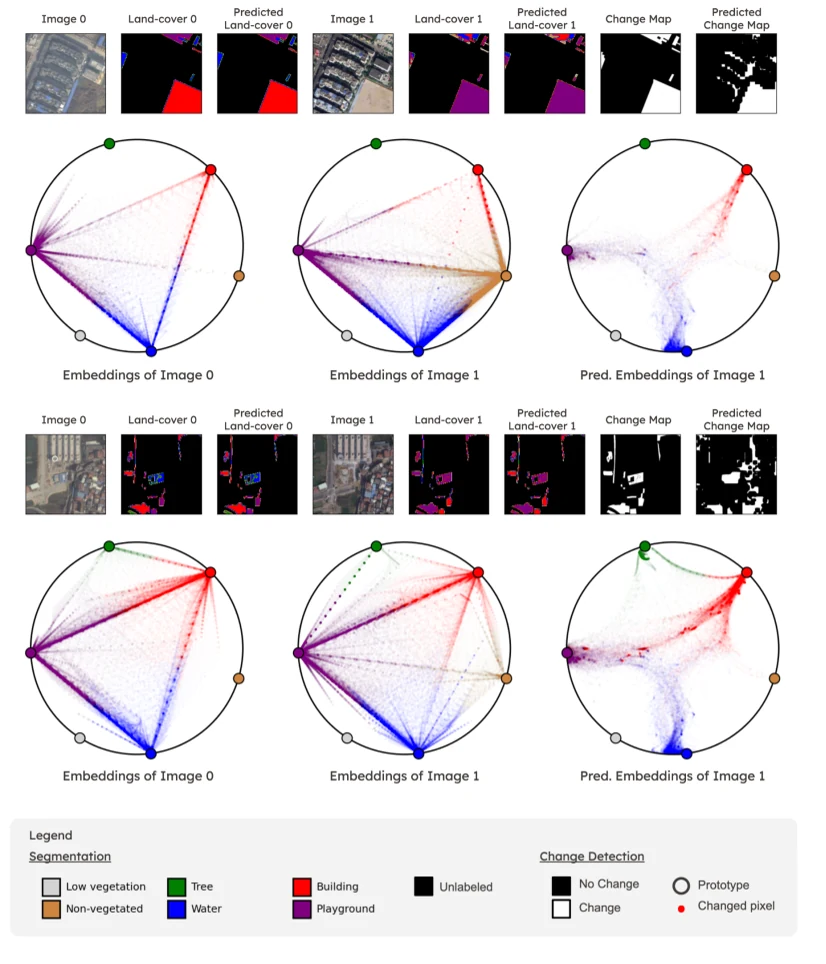 Image 0
Land-cover 0
Predicted
Land-cover 0
Image 1
Land-cover 1
Predicted
Land-cover 1
Change Map
Predicted
Change Map
Embeddings of Image 0
Embeddings of Image 1
Pred. Embeddings of Image 1
Image 0
Land-cover 0
Predicted
Land-cover 0
Image 1
Land-cover 1
Predicted
Land-cover 1
Change Map
Predicted
Change Map
Embeddings of Image 0
Embeddings of Image 1
Pred. Embeddings of Image 1
Legend
Segmentation
Low vegetation
Tree
Building
Unlabeled
Non-vegetated
Water
Playground
Change Detection
No Change
Prototype
Change
Changed pixel